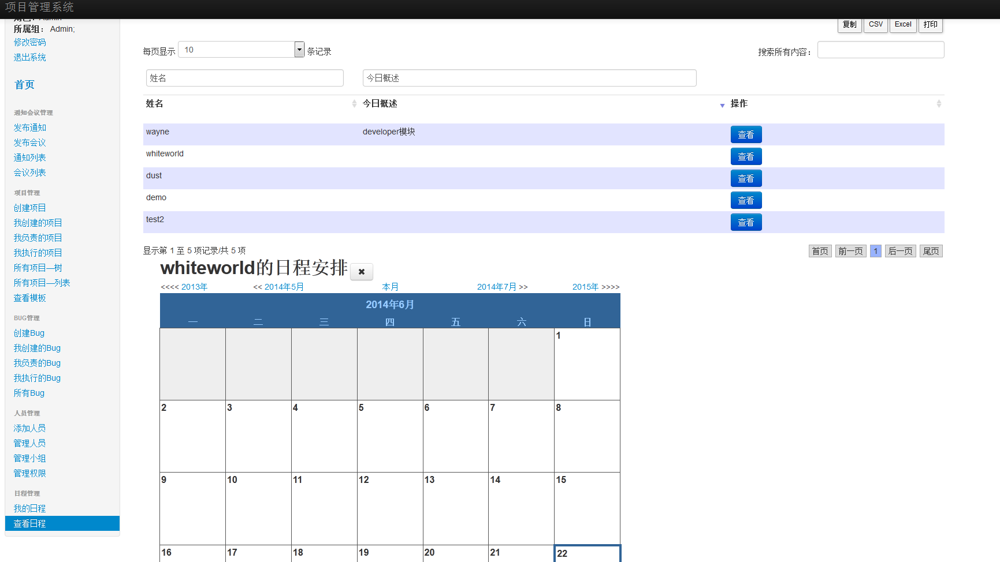 项目管理系统
角色: Admin
所属组： Admin;
修改密码
退出系统
首页
通知会议管理
发布通知
发布会议
通知列表
会议列表
项目管理
创建项目
我创建的项目
我负责的项目
我执行的项目
所有项目—树
所有项目—列表
查看模板
BUG管理
创建Bug
我创建的Bug
我负责的Bug
我执行的Bug
所有Bug
人员管理
添加人员
管理人员
管理小组
管理权限
日程管理
我的日程
查看日程
复制 CSV Excel 打印
每页显示 10 条记录 搜索所有内容：
姓名 今日概述
姓名 今日概述 操作
wayne developer模块 查看
whiteworld 查看
dust 查看
demo 查看
test2 查看
显示第 1 至 5 项记录/共 5 项 首页 前一页 1 后一页 尾页
whiteworld的日程安排 ✖
<<<< 2013年 << 2014年5月 本月 2014年7月 >> 2015年 >>>>
2014年6月
一 二 三 四 五 六 日
1
2 3 4 5 6 7 8
9 10 11 12 13 14 15
16 17 18 19 20 21 22